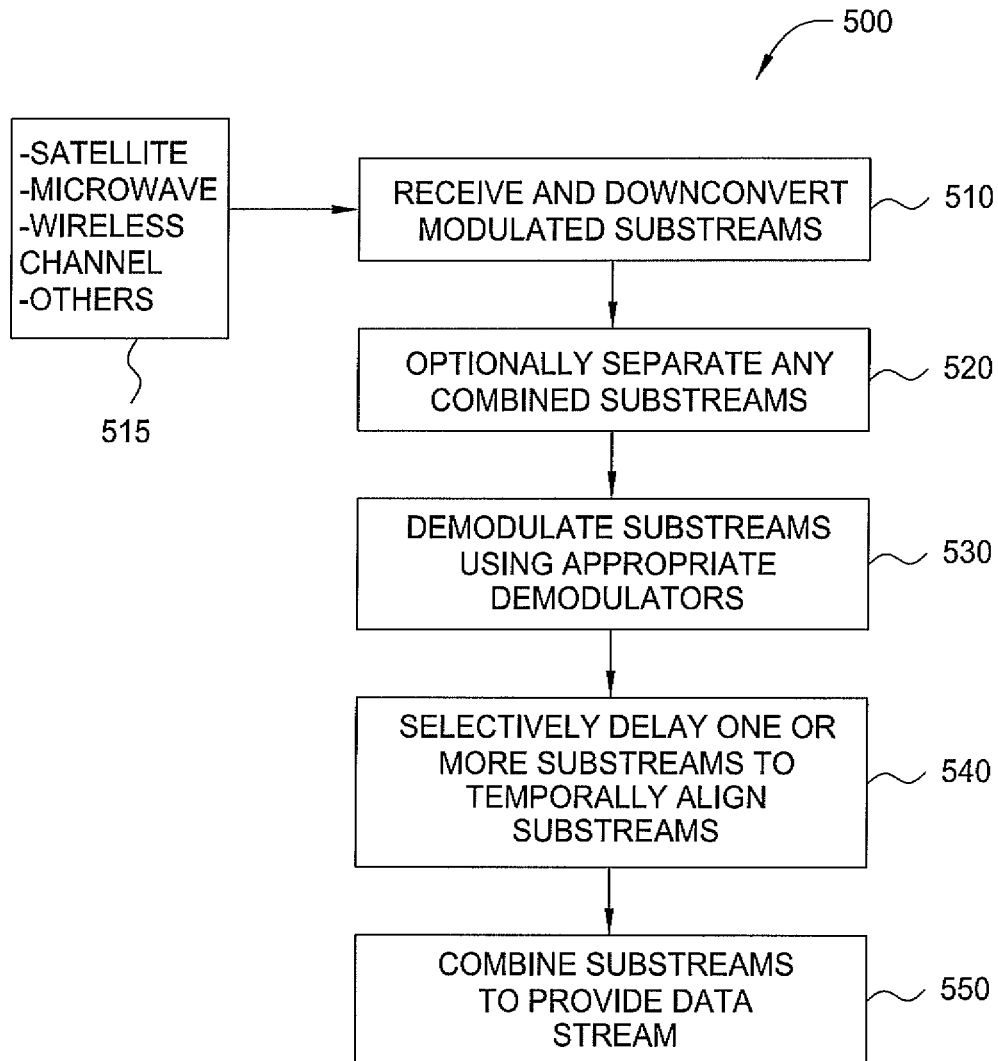 500
-SATELLITE
-MICROWAVE
-WIRELESS
CHANNEL
-OTHERS
515
RECEIVE AND DOWNCONVERT
MODULATED SUBSTREAMS
510
OPTIONALLY SEPARATE ANY
COMBINED SUBSTREAMS
520
DEMODULATE SUBSTREAMS
USING APPROPRIATE
DEMODULATORS
530
SELECTIVELY DELAY ONE OR
MORE SUBSTREAMS TO
TEMPORALLY ALIGN
SUBSTREAMS
540
COMBINE SUBSTREAMS
TO PROVIDE DATA
STREAM
550